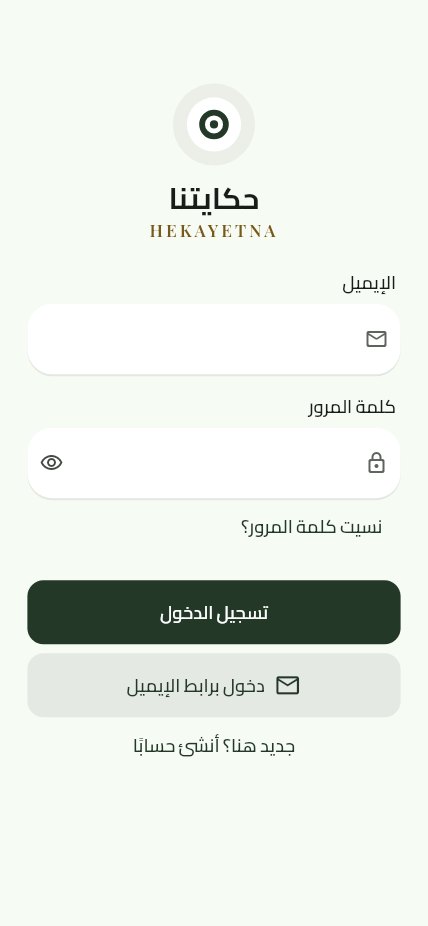 حكايتنا
HEKAYETNA
الإيميل
كلمة المرور
نسيت كلمة المرور؟
تسجيل الدخول
دخول برابط الإيميل
جديد هنا؟ أنشئ حسابًا